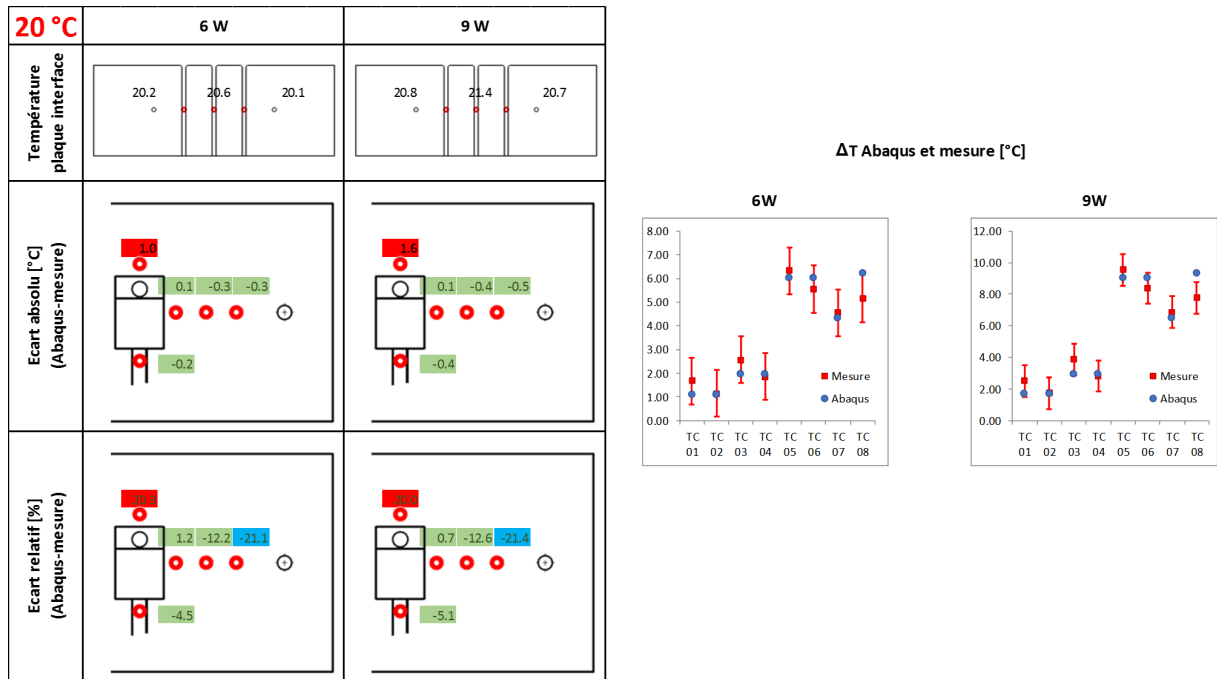 20 °C
6 W
9 W
Température
plaque interface
20.2 20.6 20.1
20.8 21.4 20.7
Ecart absolu [°C]
(Abaqus-mesure)
1.0
0.1 -0.3 -0.3
-0.2
1.6
0.1 -0.4 -0.5
-0.4
Ecart relatif [%]
(Abaqus-mesure)
20.3
1.2 -12.2 -21.1
-4.5
20.0
0.7 -12.6 -21.4
-5.1
ΔT Abaqus et mesure [°C]
6W
8.00
7.00
6.00
5.00
4.00
3.00
2.00
1.00
0.00
Mesure
Abaqus
TC TC TC TC TC TC TC TC
01 02 03 04 05 06 07 08
9W
12.00
10.00
8.00
6.00
4.00
2.00
0.00
Mesure
Abaqus
TC TC TC TC TC TC TC TC
01 02 03 04 05 06 07 08